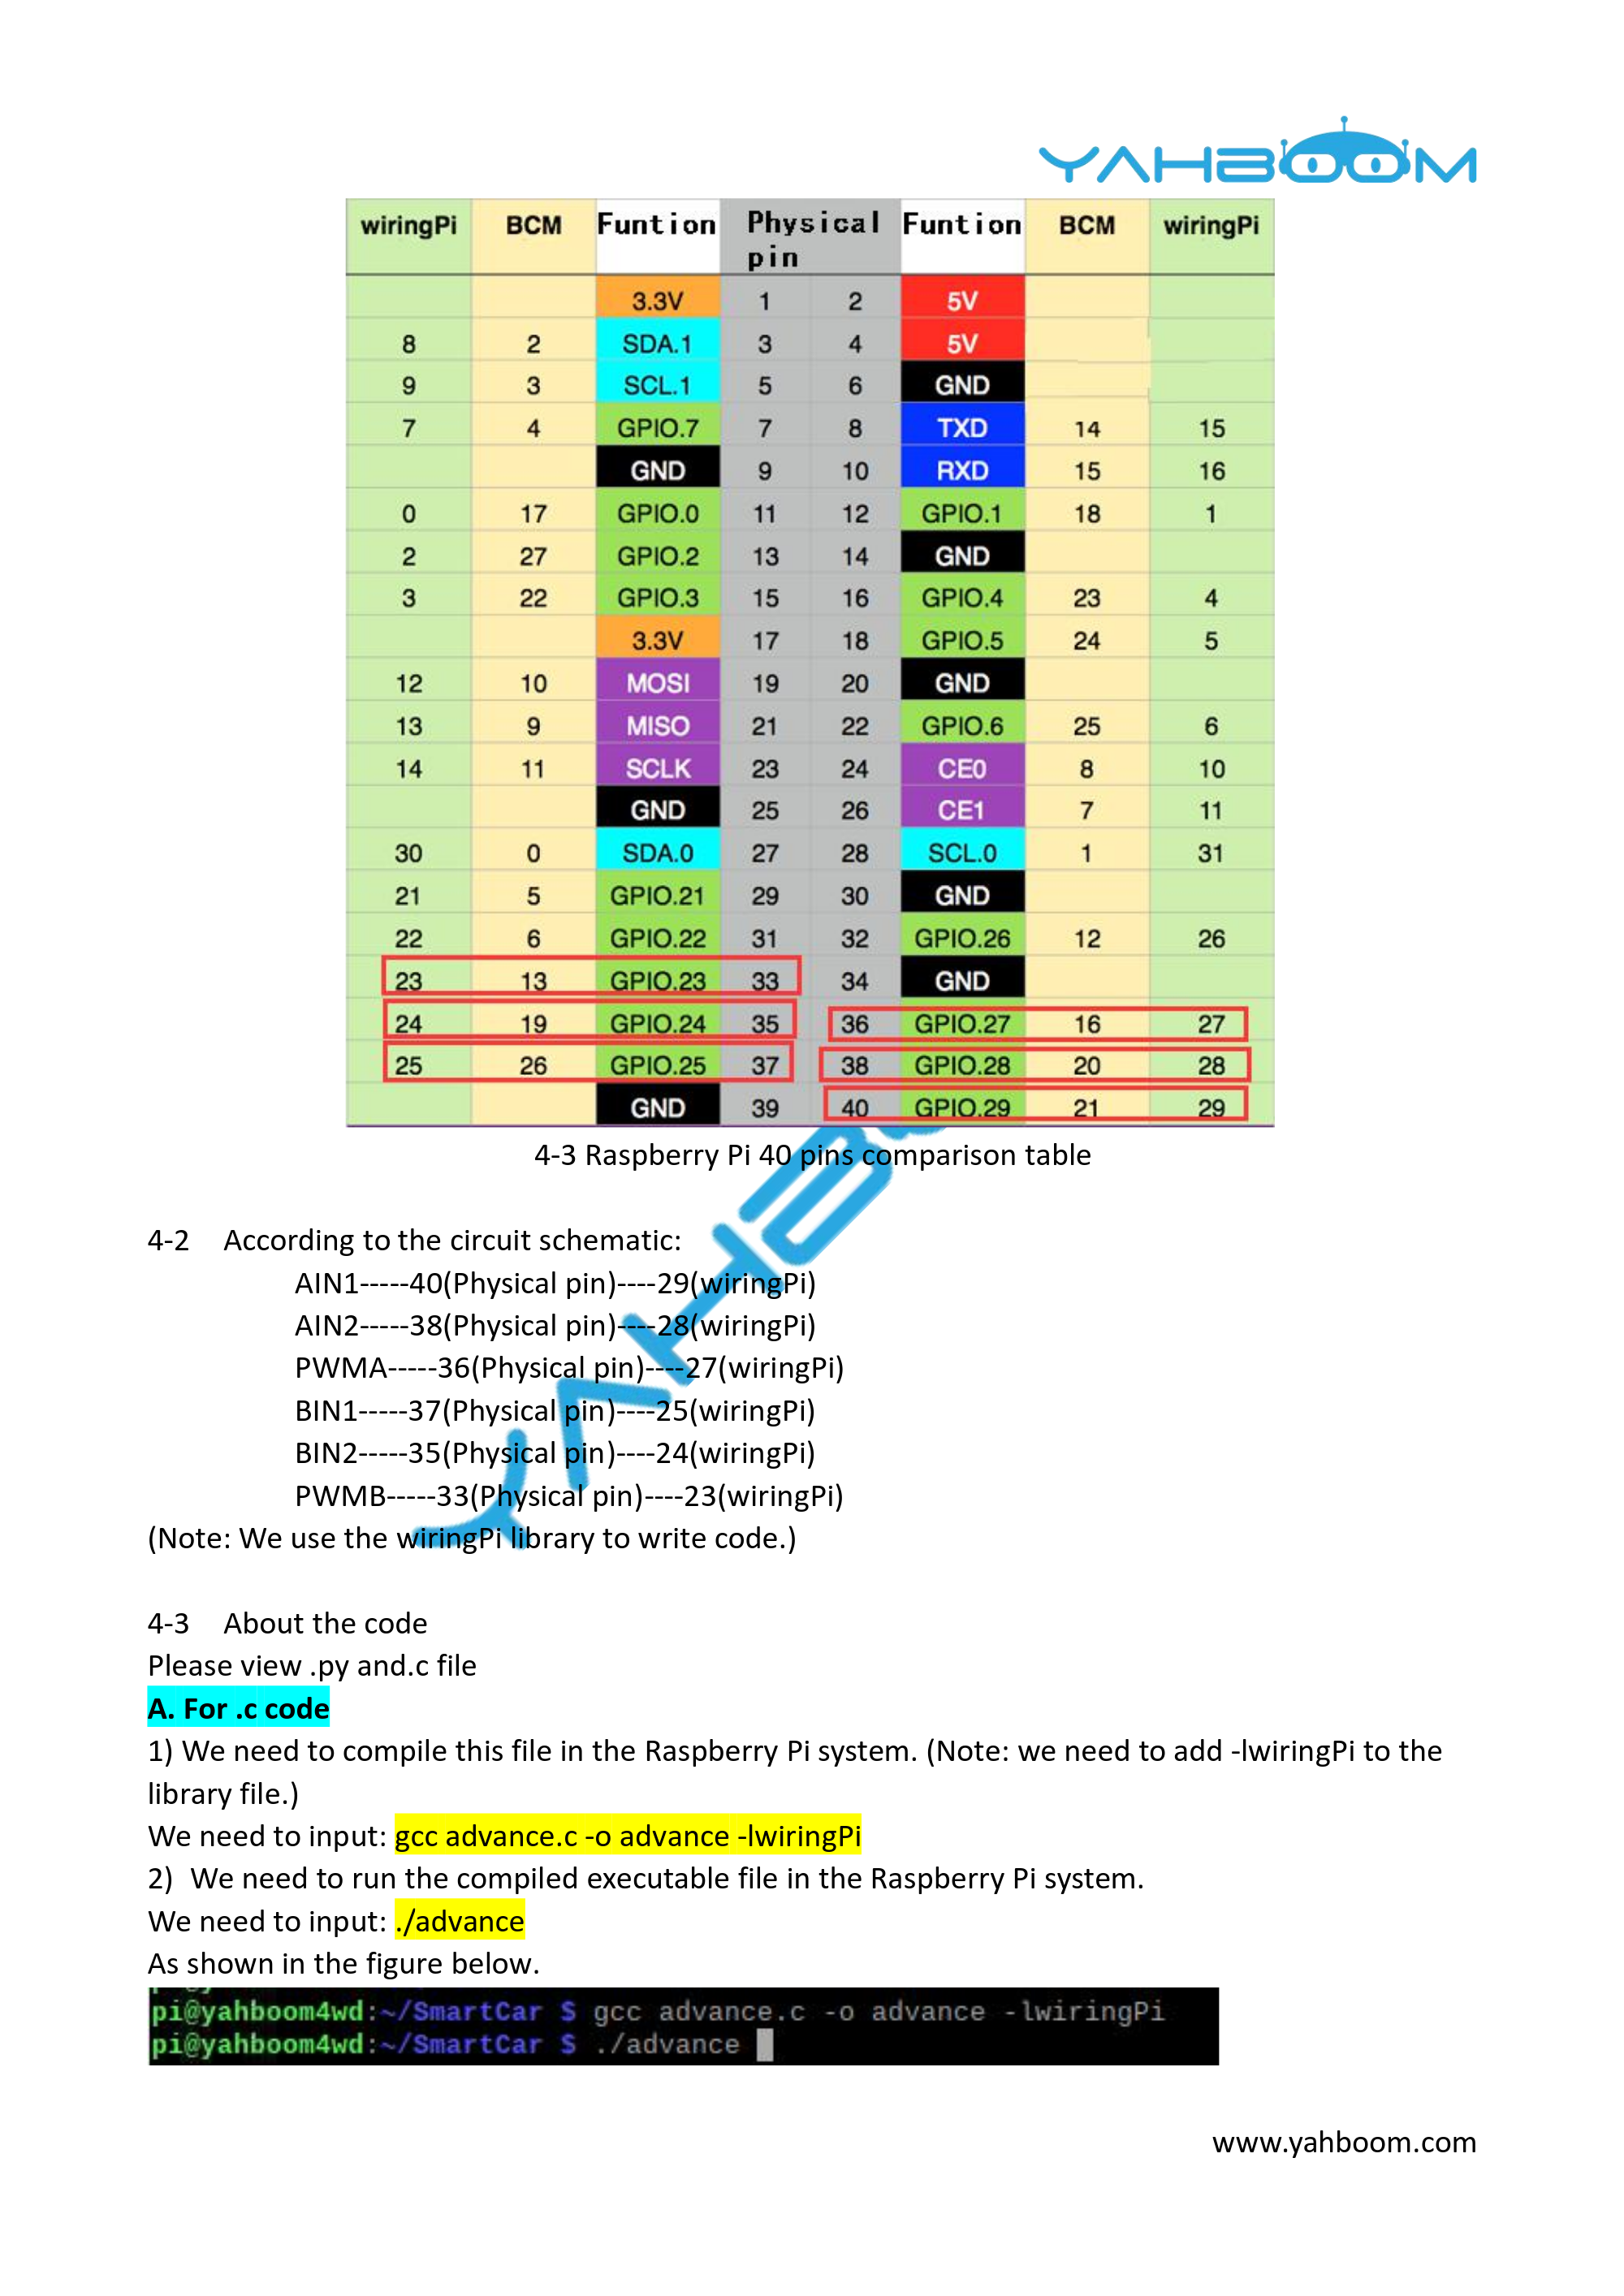 YAHBOOM
wiringPi BCM Funtion Physical pin Funtion BCM wiringPi
3.3V 1 2 5V
8 2 SDA.1 3 4 5V
9 3 SCL.1 5 6 GND
7 4 GPIO.7 7 8 TXD 14 15
GND 9 10 RXD 15 16
0 17 GPIO.0 11 12 GPIO.1 18 1
2 27 GPIO.2 13 14 GND
3 22 GPIO.3 15 16 GPIO.4 23 4
3.3V 17 18 GPIO.5 24 5
12 10 MOSI 19 20 GND
13 9 MISO 21 22 GPIO.6 25 6
14 11 SCLK 23 24 CE0 8 10
GND 25 26 CE1 7 11
30 0 SDA.0 27 28 SCL.0 1 31
21 5 GPIO.21 29 30 GND
22 6 GPIO.22 31 32 GPIO.26 12 26
23 13 GPIO.23 33 34 GND
24 19 GPIO.24 35 36 GPIO.27 16 27
25 26 GPIO.25 37 38 GPIO.28 20 28
GND 39 40 GPIO.29 21 29
4-3 Raspberry Pi 40 pins comparison table
4-2 According to the circuit schematic:
AIN1-----40(Physical pin)----29(wiringPi)
AIN2-----38(Physical pin)----28(wiringPi)
PWMA-----36(Physical pin)----27(wiringPi)
BIN1-----37(Physical pin)----25(wiringPi)
BIN2-----35(Physical pin)----24(wiringPi)
PWMB-----33(Physical pin)----23(wiringPi)
(Note: We use the wiringPi library to write code.)
4-3 About the code
Please view .py and.c file
A. For .c code
1) We need to compile this file in the Raspberry Pi system. (Note: we need to add -lwiringPi to the
library file.)
We need to input: gcc advance.c -o advance -lwiringPi
2) We need to run the compiled executable file in the Raspberry Pi system.
We need to input: ./advance
As shown in the figure below.
pi@yahboom4wd:~/SmartCar $ gcc advance.c -o advance -lwiringPi
pi@yahboom4wd:~/SmartCar $ ./advance
www.yahboom.com